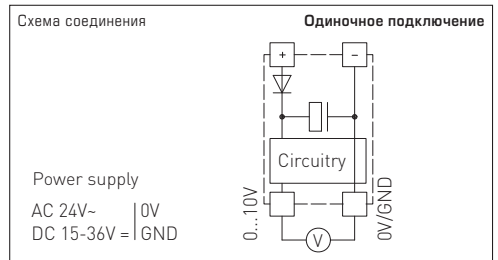 Схема соединения
Одиночное подключение
+ −
Circuitry
Power supply
AC 24V~ | 0V
DC 15-36V = | GND
0...10V
0V/GND
V